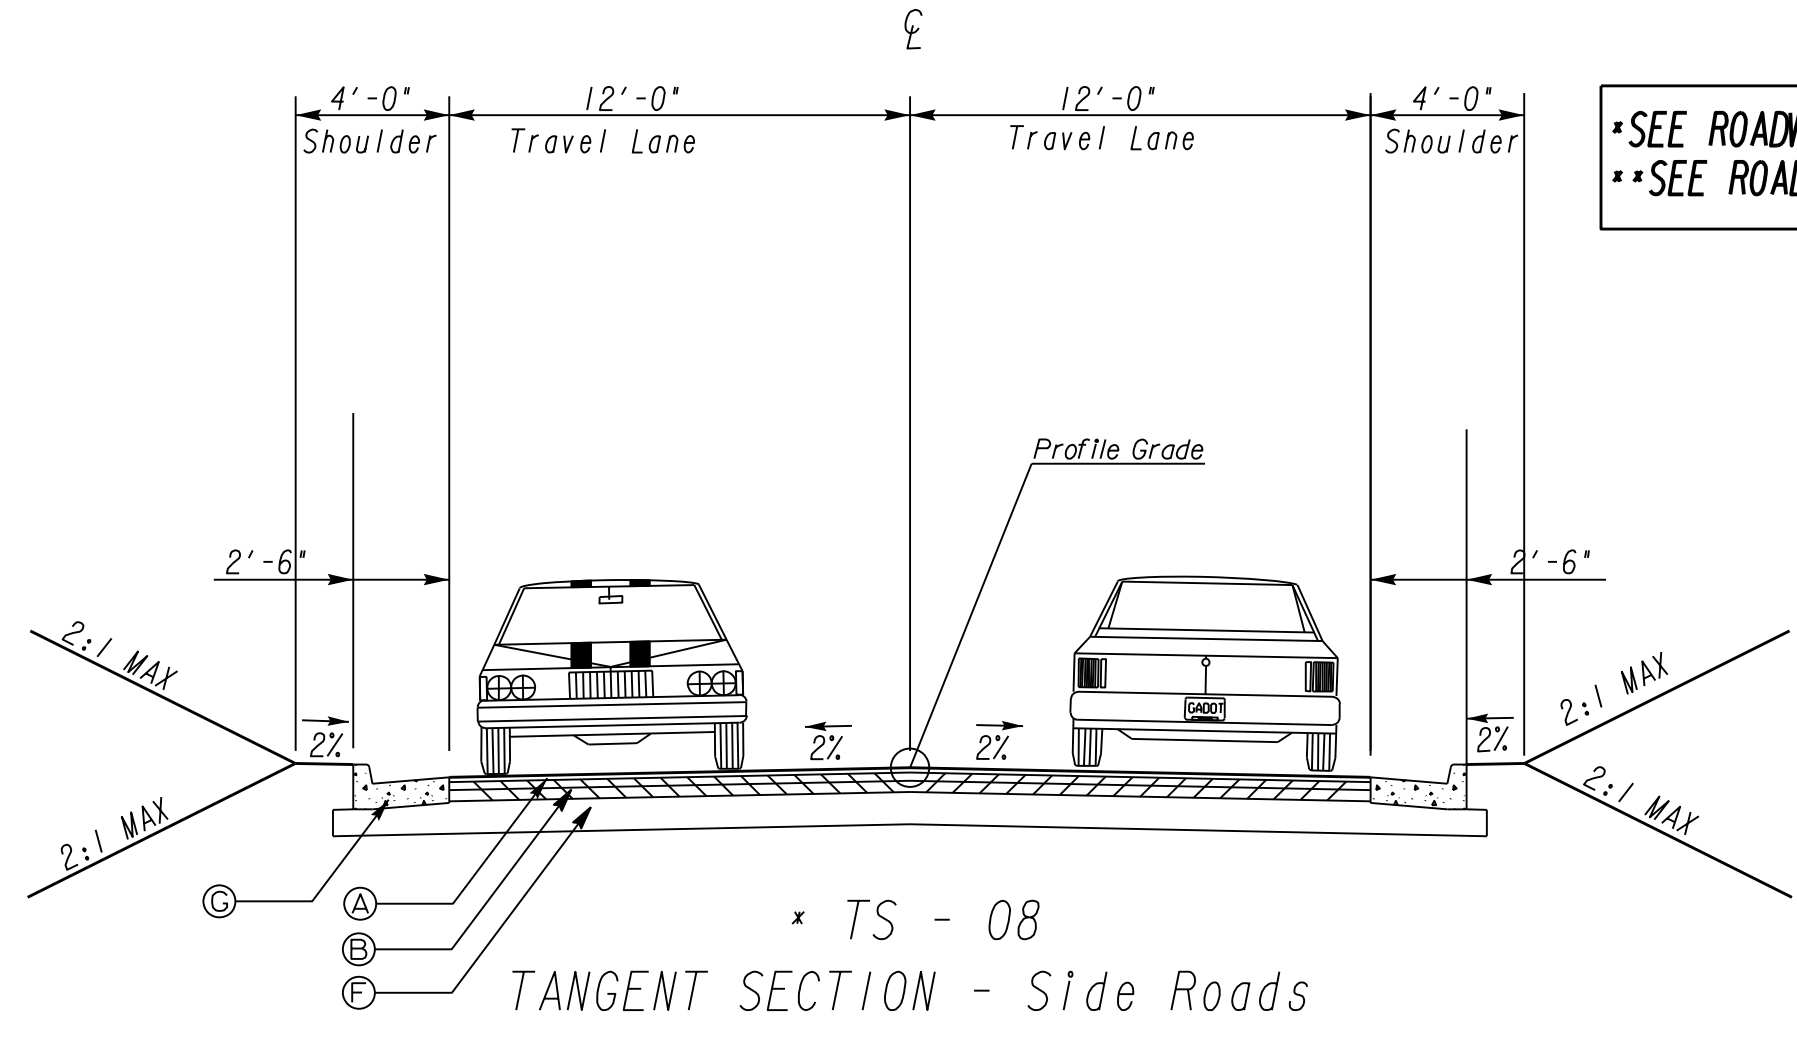 ℄
4'-0" 12'-0" 12'-0" 4'-0"
Shoulder Travel Lane Travel Lane Shoulder
*SEE
**SEE
Profile Grade
2'-6" 2'-6"
2:1 MAX 2:1 MAX
GADOT
2% 2% 2% 2%
2:1 MAX 2:1 MAX
G A
B
F
* TS - 08
TANGENT SECTION - Side Roads